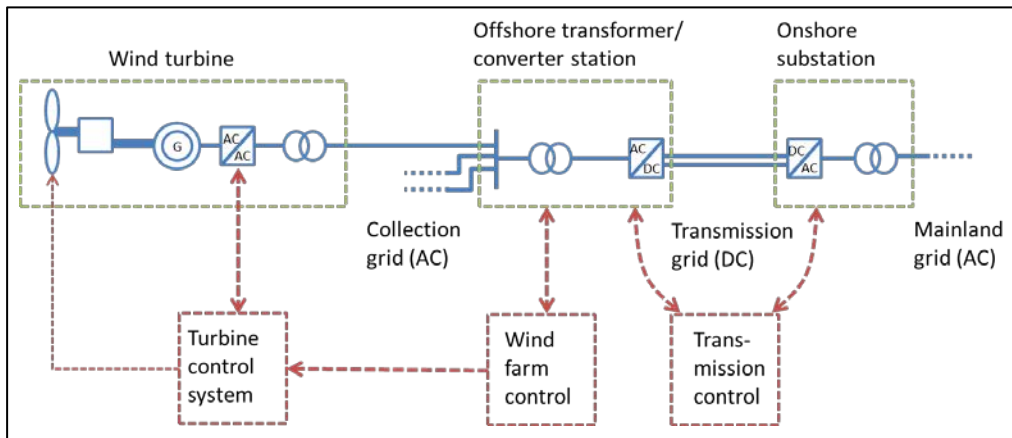 Wind turbine
Offshore transformer/
converter station
Onshore
substation
G
AC
AC
AC
DC
DC
AC
Collection
grid (AC)
Transmission
grid (DC)
Mainland
grid (AC)
Turbine
control
system
Wind
farm
control
Trans-
mission
control